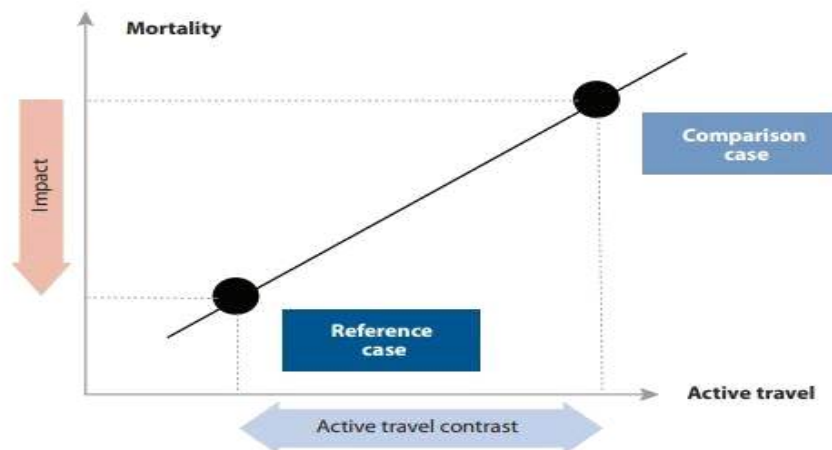 Mortality
Impact
Comparison
case
Reference
case
Active travel
Active travel contrast